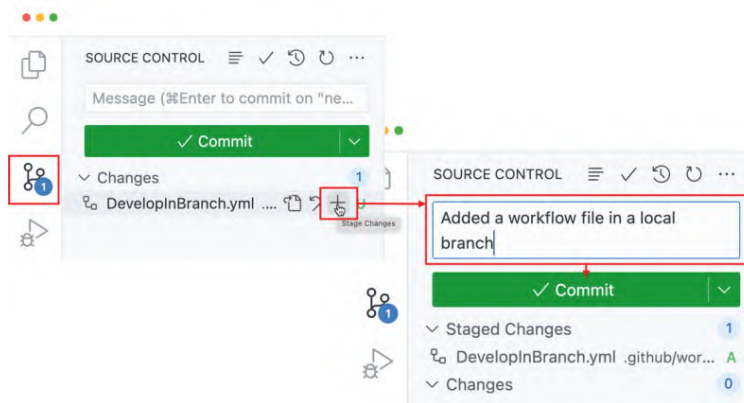 SOURCE CONTROL
Message (⌘Enter to commit on "ne...
Commit
1
Changes
1
DevelopInBranch.yml ....
Stage Changes
SOURCE CONTROL
Added a workflow file in a local
branch
Commit
1
Staged Changes
1
DevelopInBranch.yml .github/wor... A
Changes
0